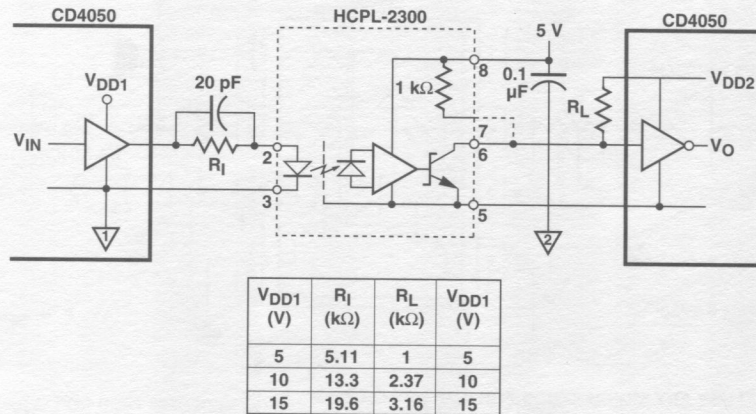 CD4050
HCPL-2300
CD4050
5 V
VDD1
20 pF
8
0.1
µF
1 kΩ
RL
VDD2
VIN
RI
2
7
6
VO
3
5
1
2
VDD1 (V) RI (kΩ) RL (kΩ) VDD1 (V)
5 5.11 1 5
10 13.3 2.37 10
15 19.6 3.16 15